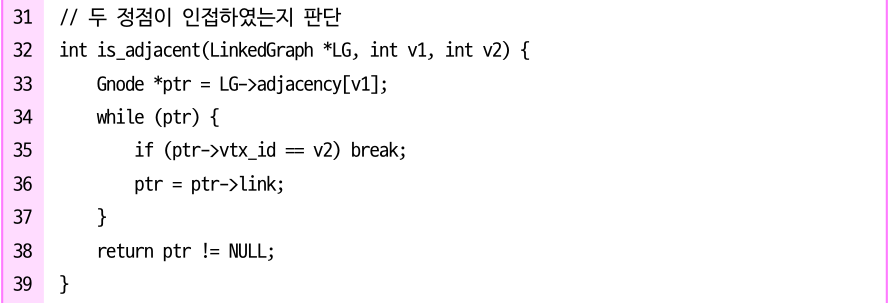 31 // 두 정점이 인접하였는지 판단
32 int is_adjacent(LinkedGraph *LG, int v1, int v2) {
33     Gnode *ptr = LG->adjacency[v1];
34     while (ptr) {
35         if (ptr->vtx_id == v2) break;
36         ptr = ptr->link;
37     }
38     return ptr != NULL;
39 }